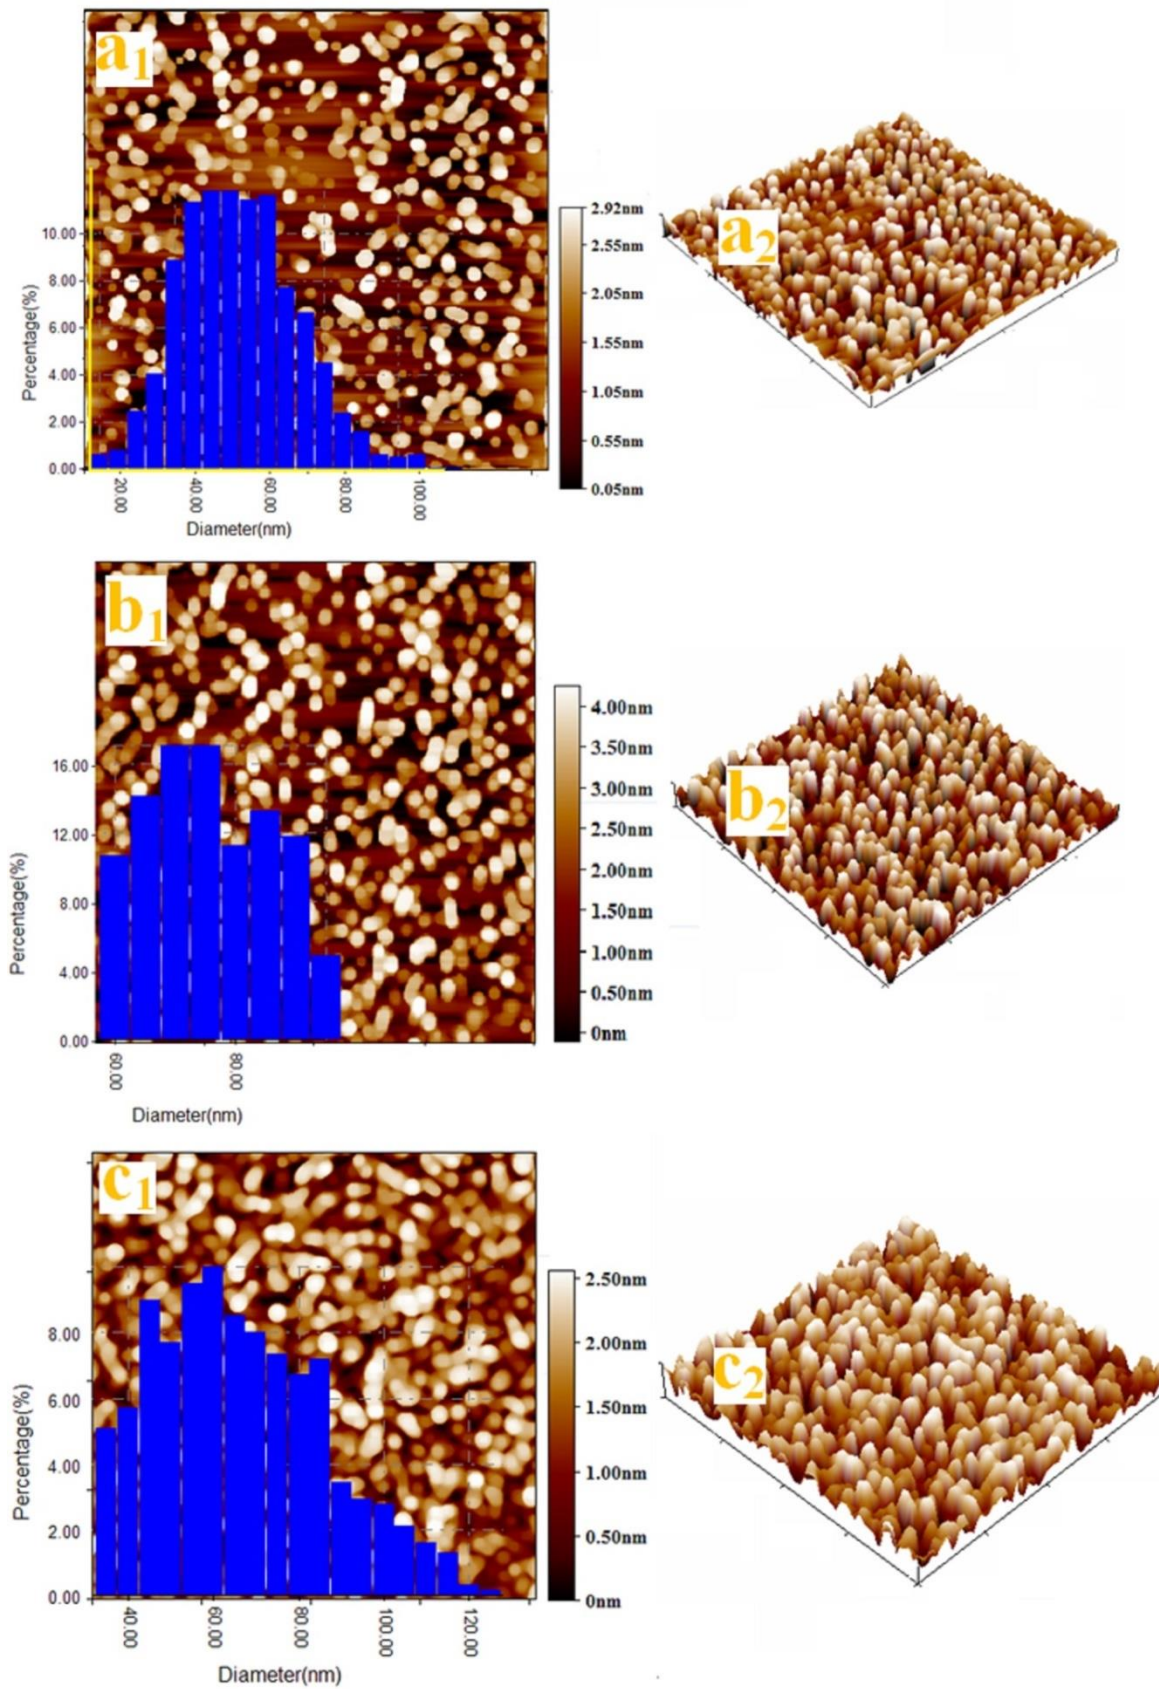 a1
10.00
8.00
6.00
4.00
2.00
0.00
Percentage(%)
20.00
40.00
60.00
80.00
100.00
Diameter(nm)
2.92nm
2.55nm
2.05nm
1.55nm
1.05nm
0.55nm
0.05nm
a2
b1
16.00
12.00
8.00
4.00
0.00
Percentage(%)
60.00
80.00
Diameter(nm)
4.00nm
3.50nm
3.00nm
2.50nm
2.00nm
1.50nm
1.00nm
0.50nm
0nm
b2
c1
8.00
6.00
4.00
2.00
0.00
Percentage(%)
40.00
60.00
80.00
100.00
120.00
Diameter(nm)
2.50nm
2.00nm
1.50nm
1.00nm
0.50nm
0nm
c2